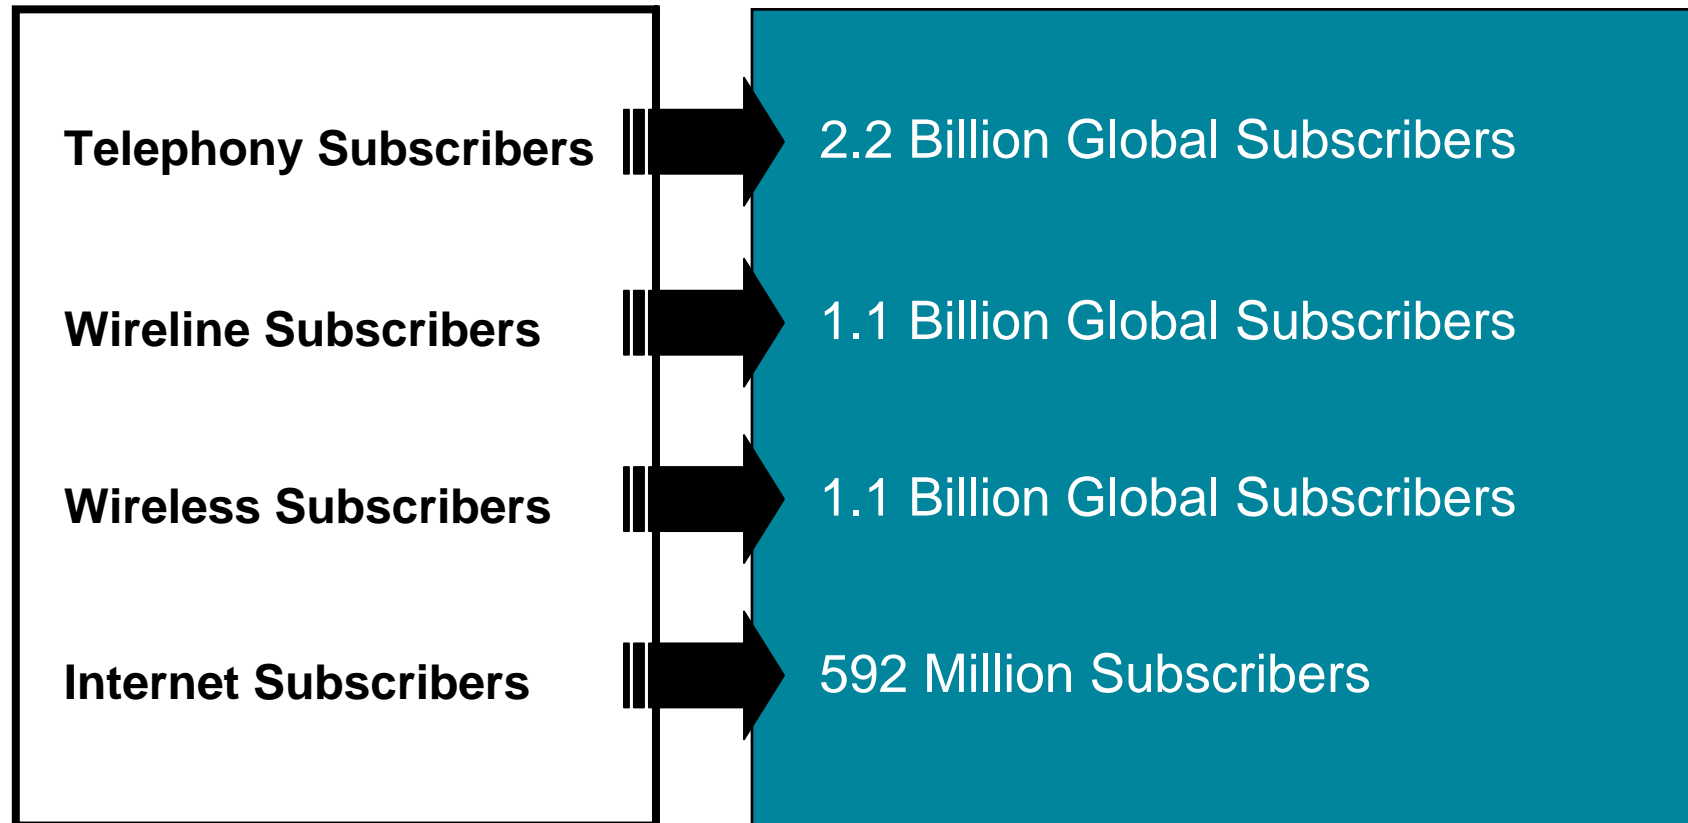 Telephony Subscribers
2.2 Billion Global Subscribers
Wireline Subscribers
1.1 Billion Global Subscribers
Wireless Subscribers
1.1 Billion Global Subscribers
Internet Subscribers
592 Million Subscribers